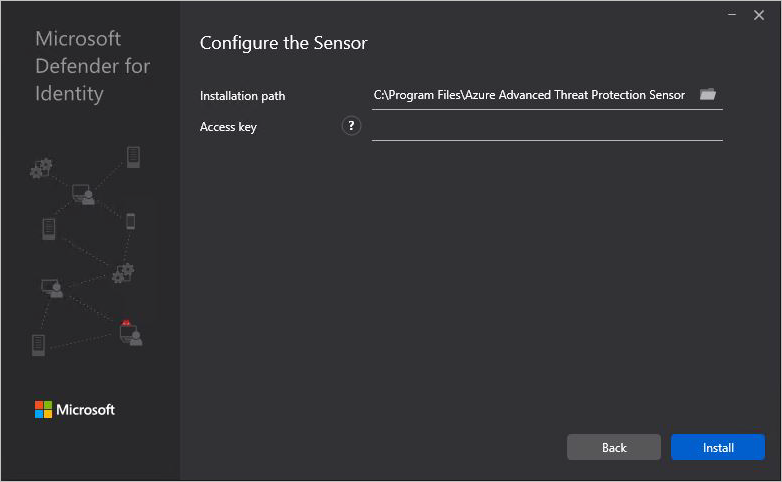 Microsoft
Defender for
Identity
Configure the Sensor
Installation path
C:\Program Files\Azure Advanced Threat Protection Sensor
Access key
?
Microsoft
Back
Install